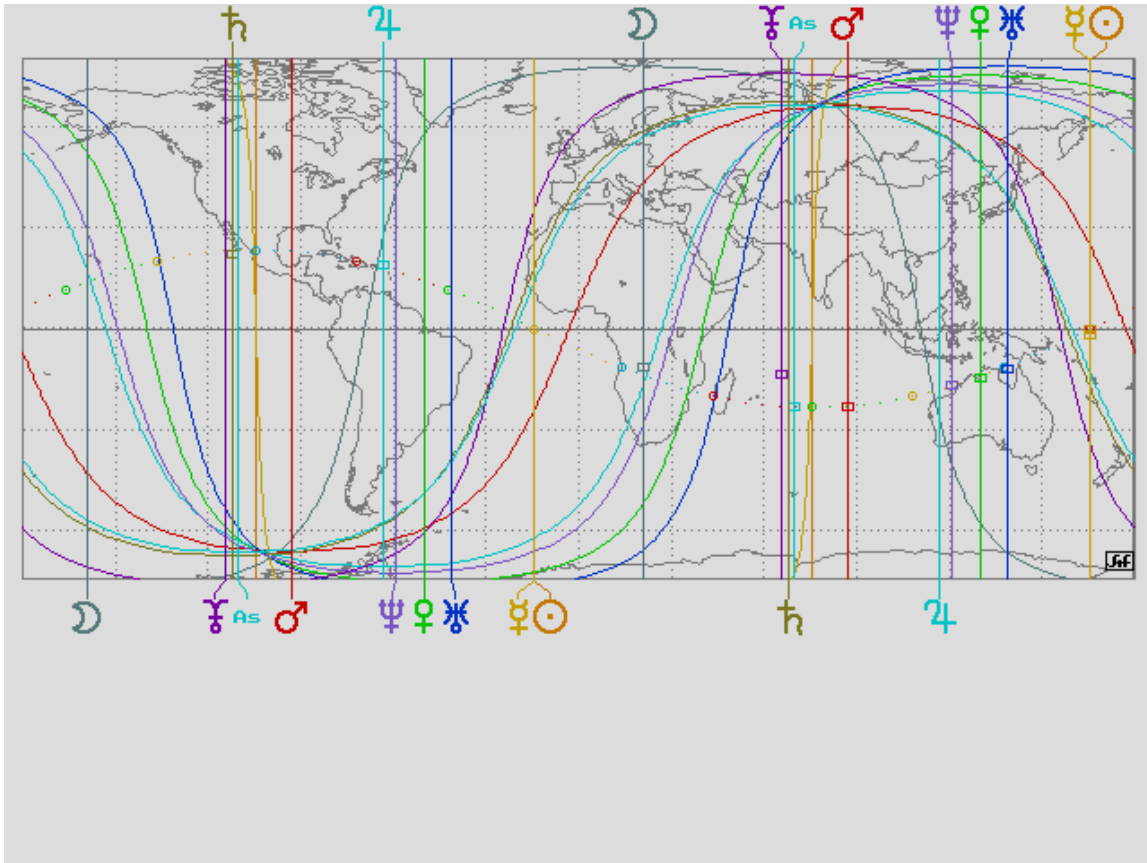 ♄ ♃ ☽ ⯛ As ♂ ♆ ♀ ♅ ☿ ☉
☽ ⯛ As ♂ ♆ ♀ ♅ ☿ ☉ ♄ ♃